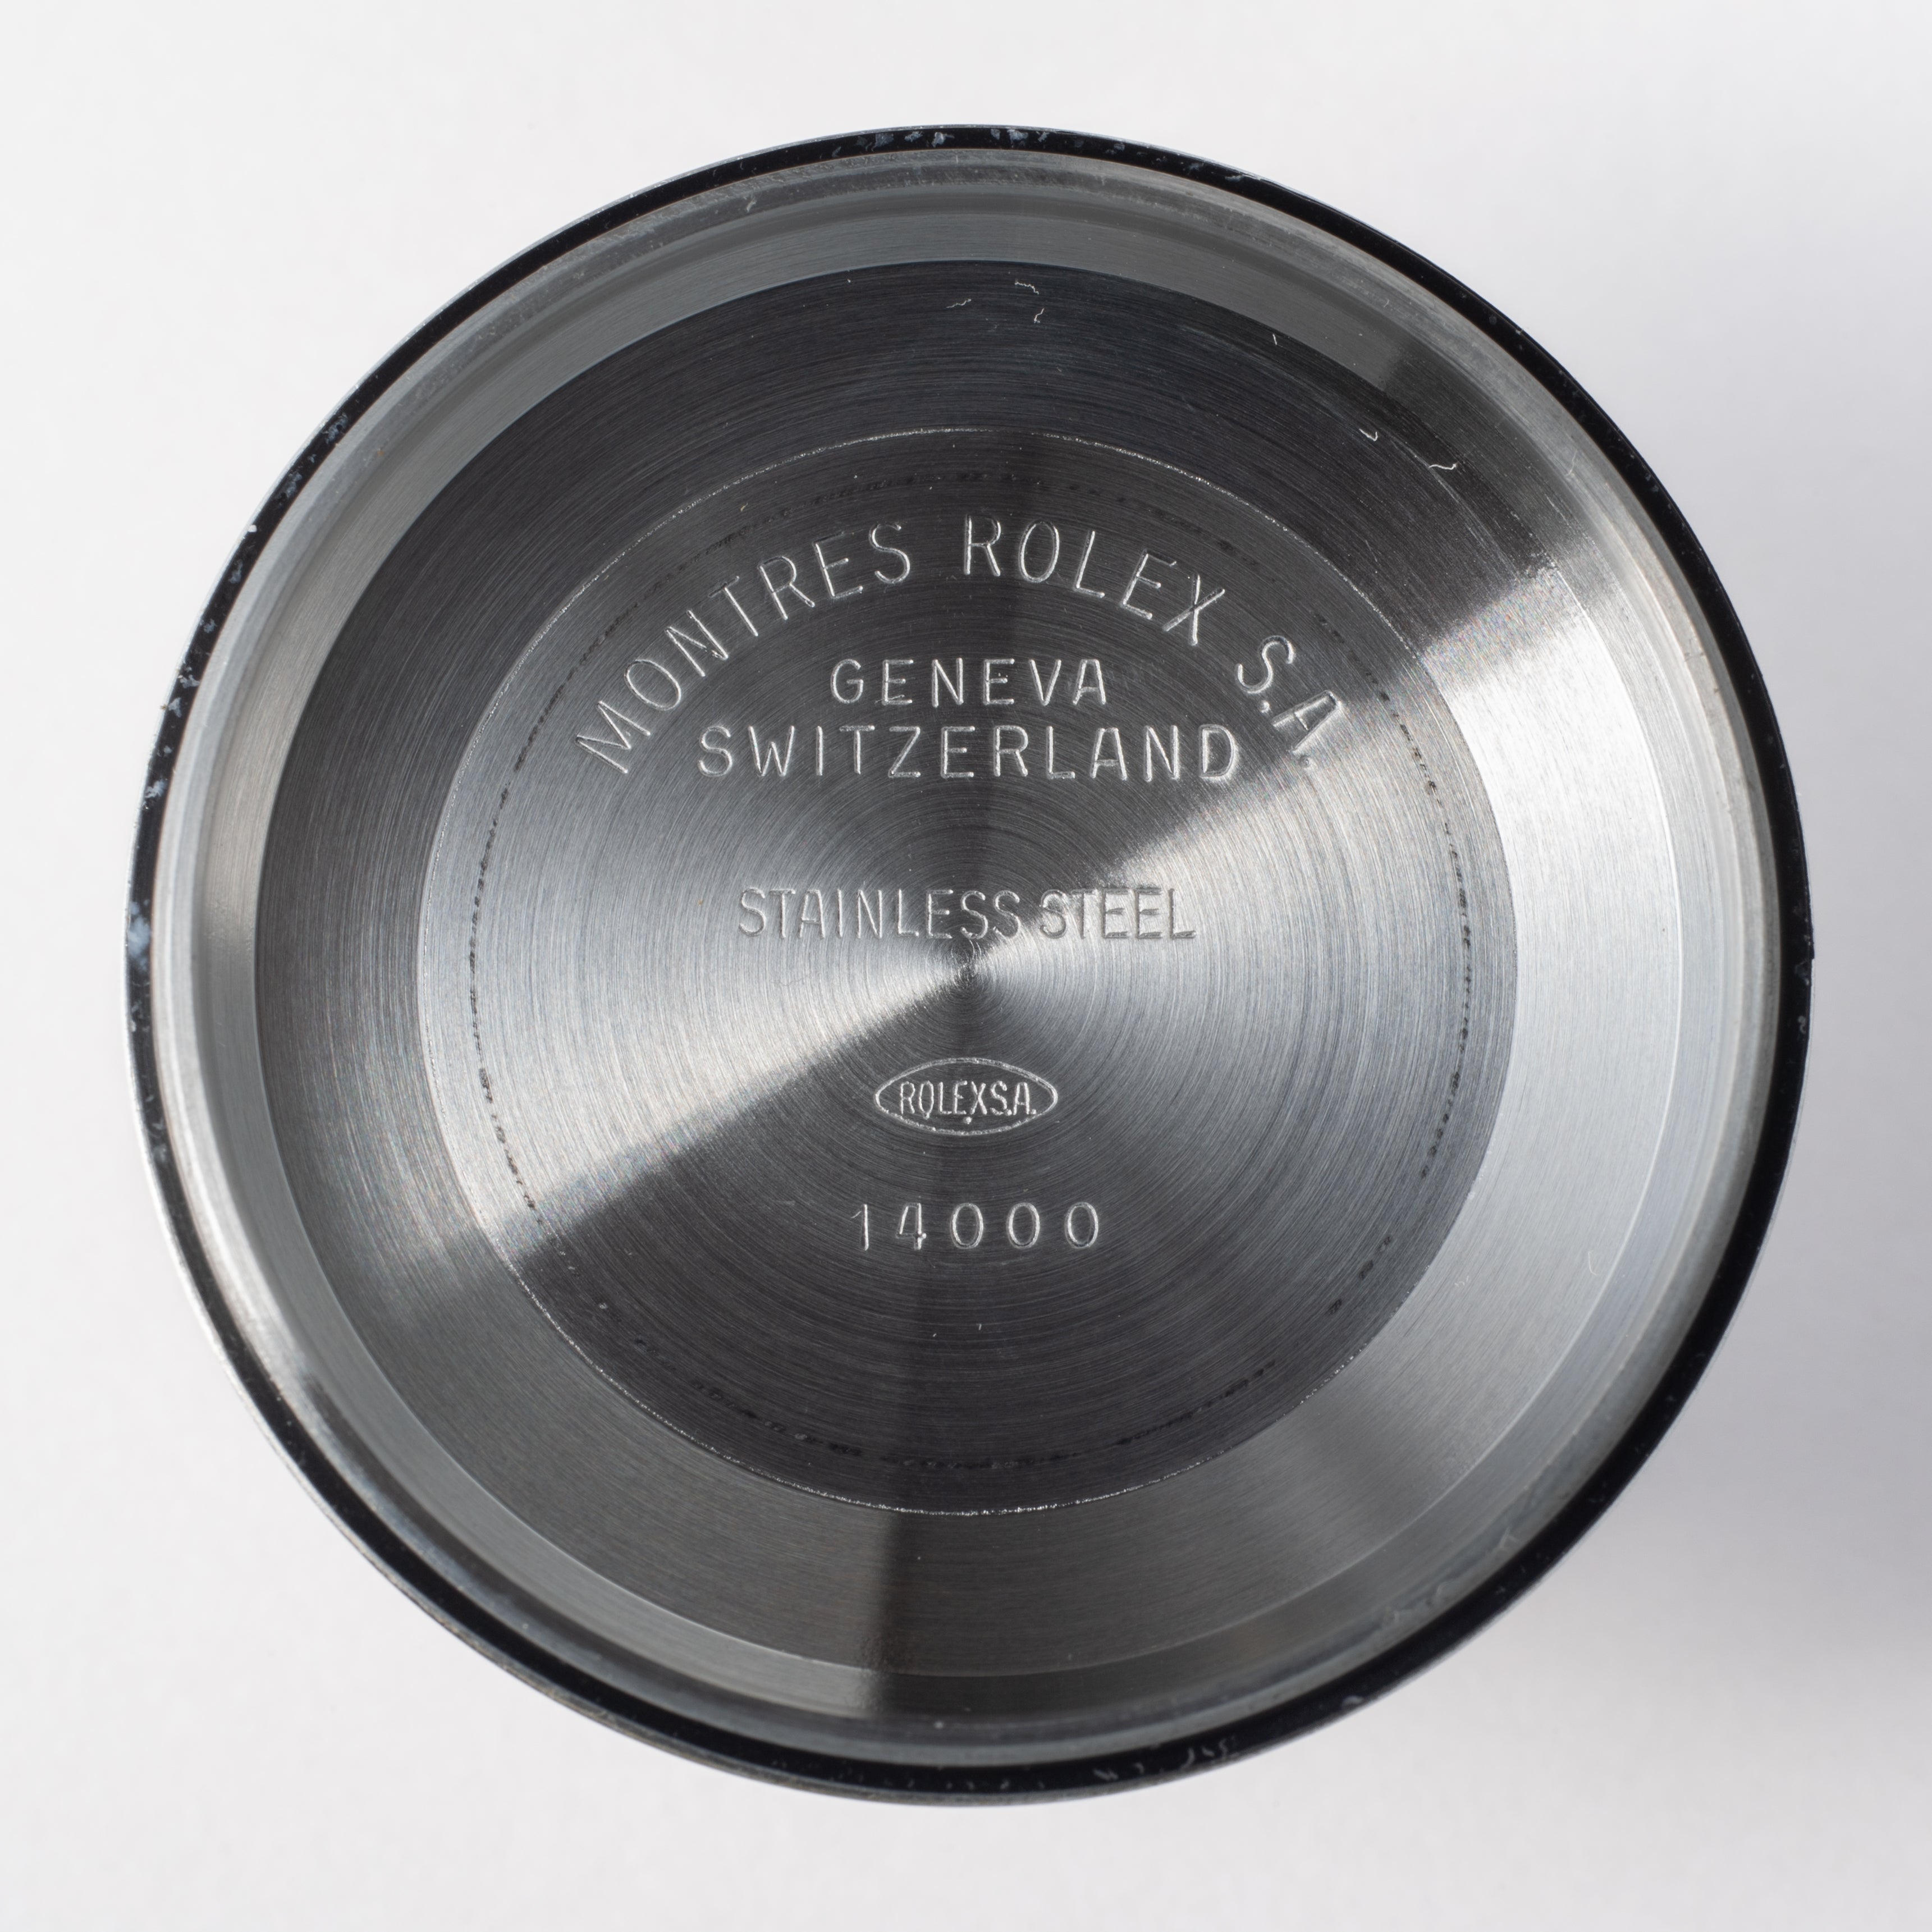 MONTRES ROLEX S.A.
GENEVA
SWITZERLAND
STAINLESS STEEL
ROLEX S.A.
14000